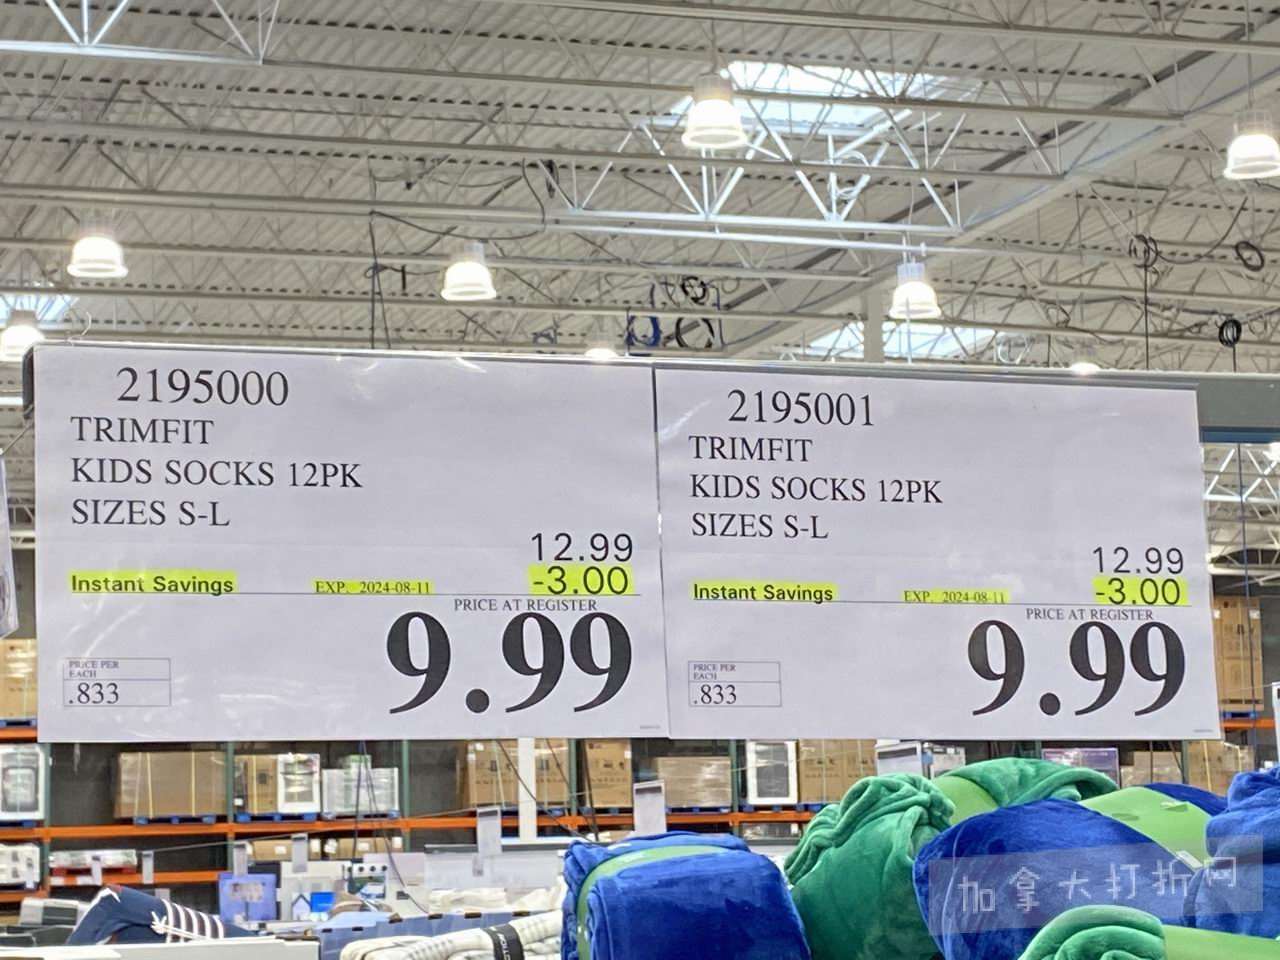 2195000
TRIMFIT
KIDS SOCKS 12PK
SIZES S-L
12.99
Instant Savings EXP. 2024-08-11 -3.00
PRICE AT REGISTER
9.99
PRICE PER
EACH
.833
2195001
TRIMFIT
KIDS SOCKS 12PK
SIZES S-L
12.99
Instant Savings EXP. 2024-08-11 -3.00
PRICE AT REGISTER
9.99
PRICE PER
EACH
.833
加拿大打折网